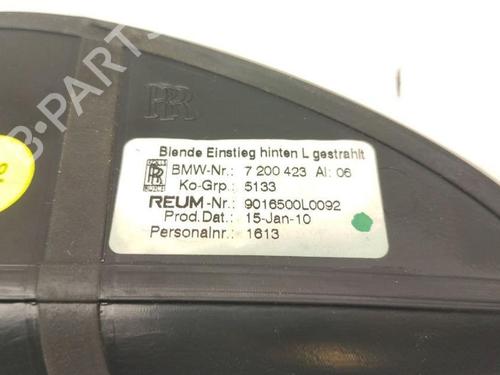 RR
Blende Einstieg hinten L gestrahlt
BMW-Nr.: 7 200 423 AI: 06
Ko-Grp.: 5133
REUM-Nr.: 9016500L0092
Prod.Dat.: 15-Jan-10
Personalnr.: 1613
B-PARTS